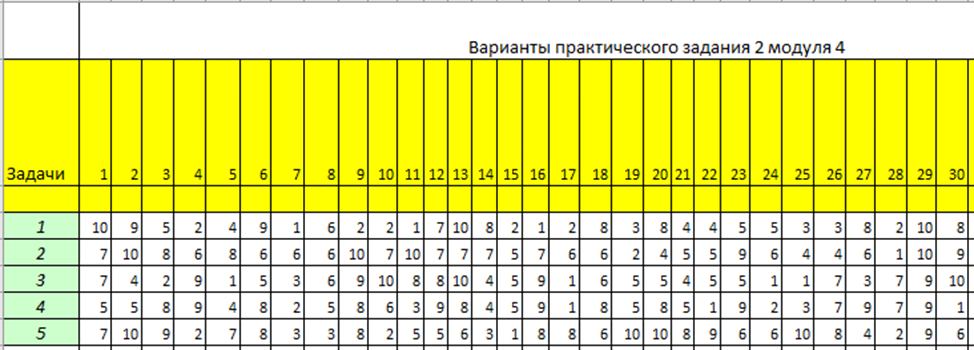 Варианты практического задания 2 модуля 4
Задачи 1 2 3 4 5 6 7 8 9 10 11 12 13 14 15 16 17 18 19 20 21 22 23 24 25 26 27 28 29 30
1 10 9 5 2 4 9 1 6 2 2 1 7 10 8 2 1 2 8 3 8 4 4 5 5 3 3 8 2 10 8
2 7 10 8 6 8 6 6 6 10 7 10 7 7 7 5 7 6 6 2 4 5 5 9 6 4 4 6 1 10 9
3 7 4 2 9 1 5 3 6 9 10 8 8 10 4 5 9 1 6 5 5 4 5 5 1 1 7 3 7 9 10
4 5 5 8 9 4 8 2 5 8 6 3 9 8 4 5 9 1 8 5 8 5 1 9 2 3 7 9 7 9 1
5 7 10 9 2 7 8 3 3 8 2 5 5 6 3 1 8 8 6 10 10 8 9 6 6 10 8 4 2 9 6